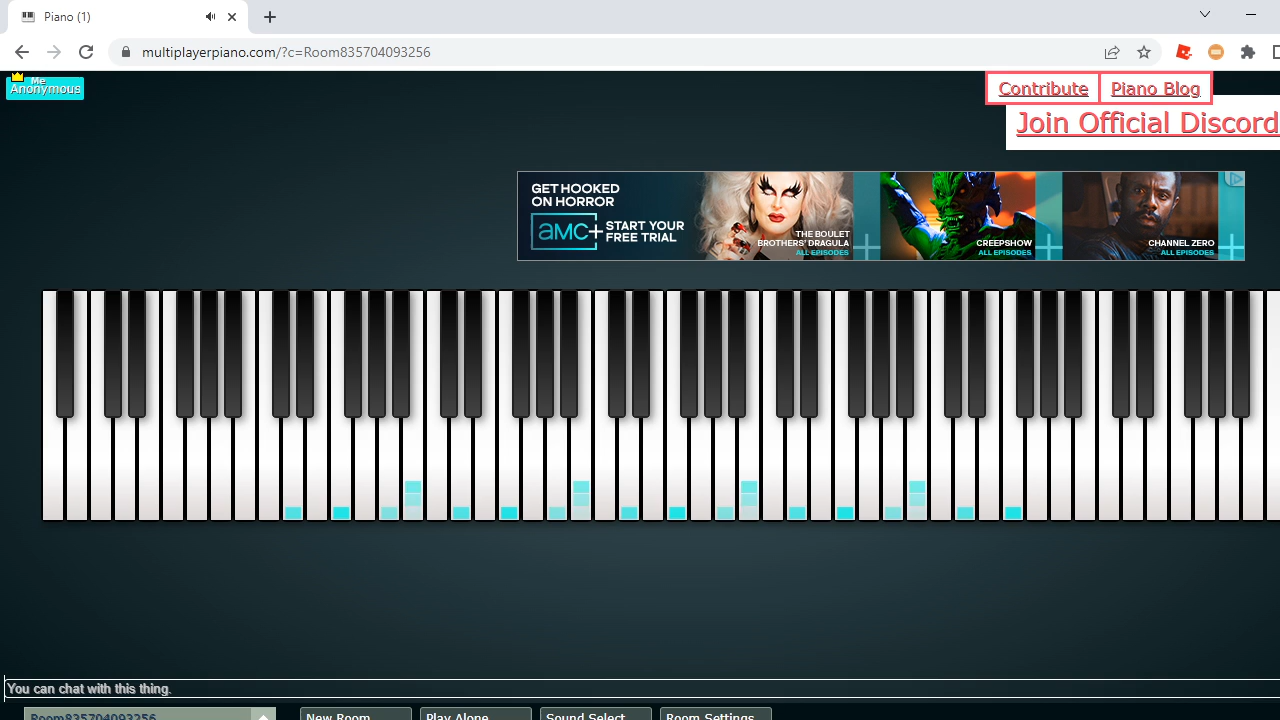 Piano (1)
multiplayerpiano.com/?c=Room835704093256
Me
Anonymous
Contribute
Piano Blog
Join Official Discord
GET HOOKED
ON HORROR
aMC+
START YOUR
FREE TRIAL
THE BOULET
BROTHERS' DRAGULA
ALL EPISODES
CREEPSHOW
ALL EPISODES
CHANNEL ZERO
ALL EPISODES
You can chat with this thing.
Room835704093256
New Room
Play Alone
Sound Select
Room Settings